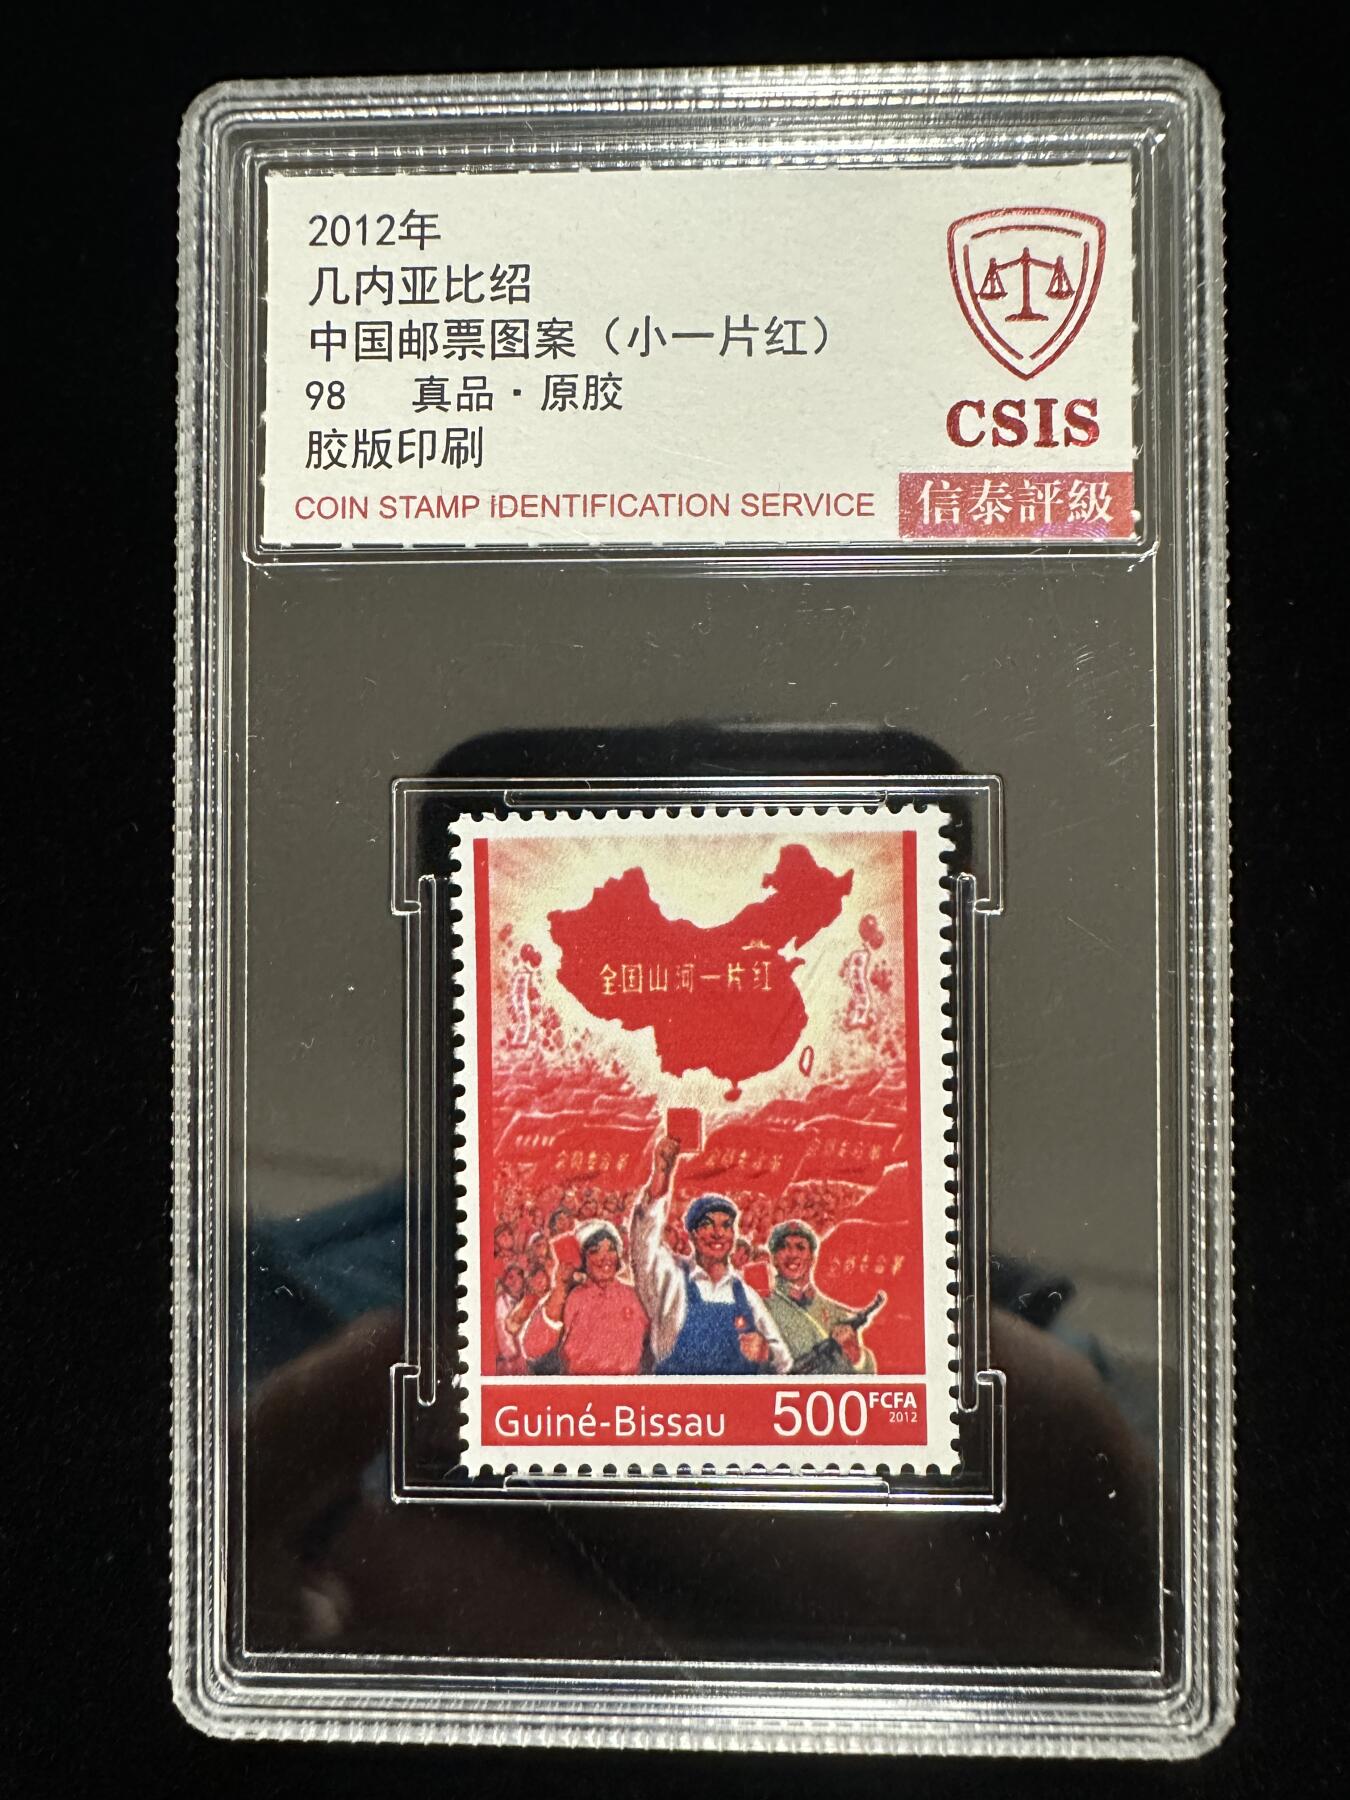 2012年
几内亚比绍
中国邮票图案（小一片红）
98 真品·原胶
胶版印刷
COIN STAMP IDENTIFICATION SERVICE
CSIS
信泰評級
全国山河一片红
Guiné-Bissau 500FCFA
2012